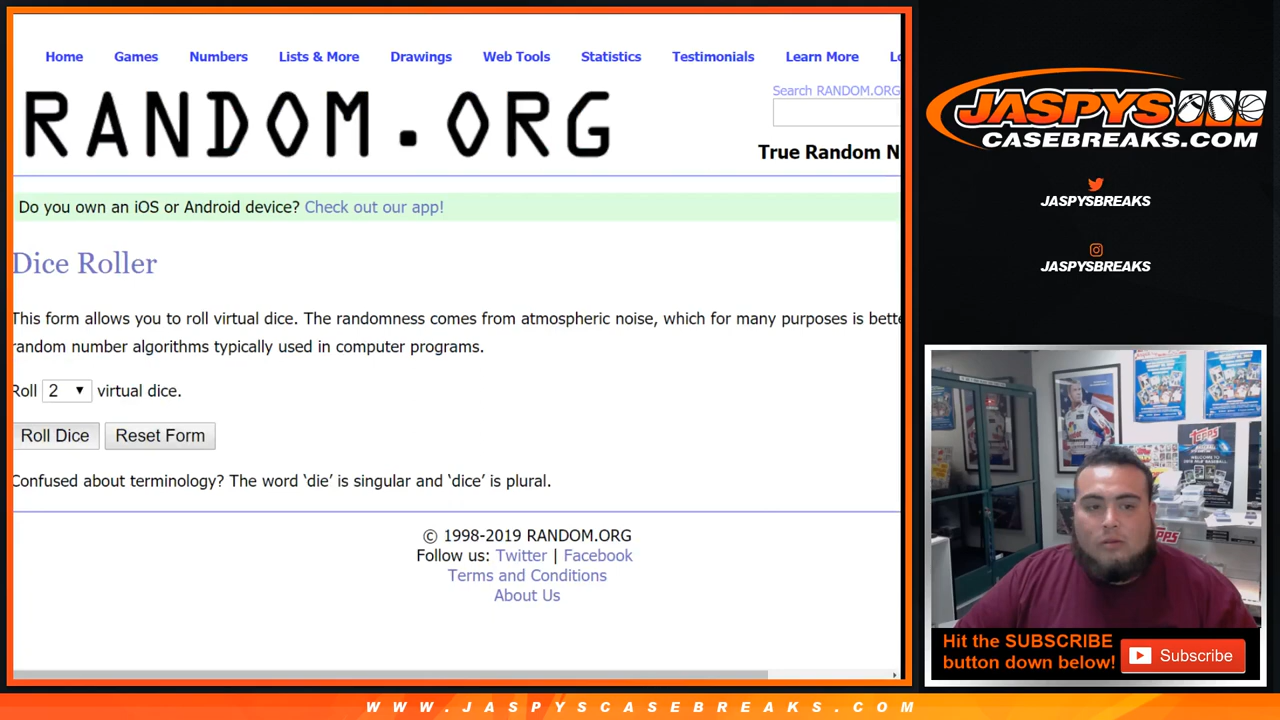 Home Games Numbers Lists & More Drawings Web Tools Statistics Testimonials Learn More
RANDOM.ORG
Search RANDOM.ORG
True Random N
Do you own an iOS or Android device? Check out our app!
Dice Roller
This form allows you to roll virtual dice. The randomness comes from atmospheric noise, which for many purposes is bette
random number algorithms typically used in computer programs.
Roll 2 virtual dice.
Roll Dice Reset Form
Confused about terminology? The word ‘die’ is singular and ‘dice’ is plural.
© 1998-2019 RANDOM.ORG
Follow us: Twitter | Facebook
Terms and Conditions
About Us
JASPYS
CASEBREAKS.COM
JASPYSBREAKS
JASPYSBREAKS
TOPPS
Hit the SUBSCRIBE
button down below!
Subscribe
WWW.JASPYSCASEBREAKS.COM